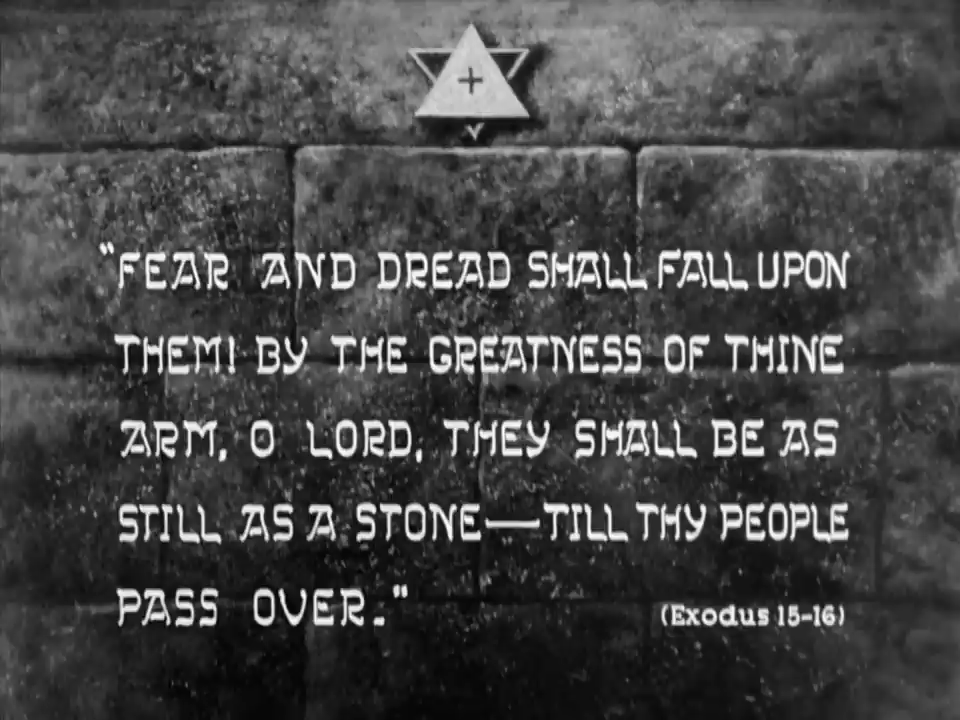 "FEAR AND DREAD SHALL FALL UPON
THEM! BY THE GREATNESS OF THINE
ARM, O LORD, THEY SHALL BE AS
STILL AS A STONE—TILL THY PEOPLE
PASS OVER."
(Exodus 15-16)